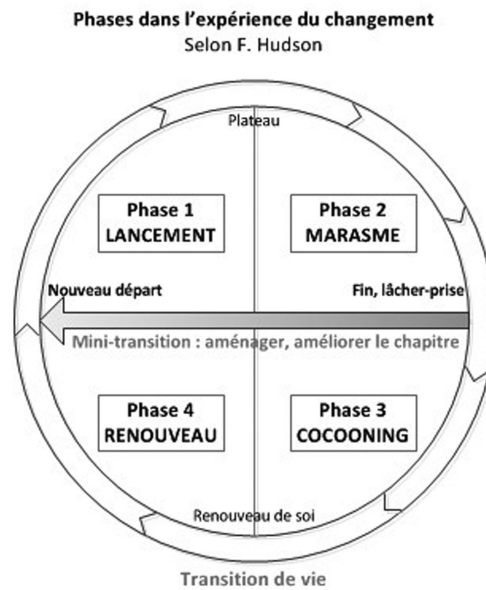 Phases dans l'expérience du changement
Selon F. Hudson
Plateau
Phase 1
LANCEMENT
Phase 2
MARASME
Nouveau départ
Fin, lâcher-prise
Mini-transition : aménager, améliorer le chapitre
Phase 4
RENOUVEAU
Phase 3
COCOONING
Renouveau de soi
Transition de vie